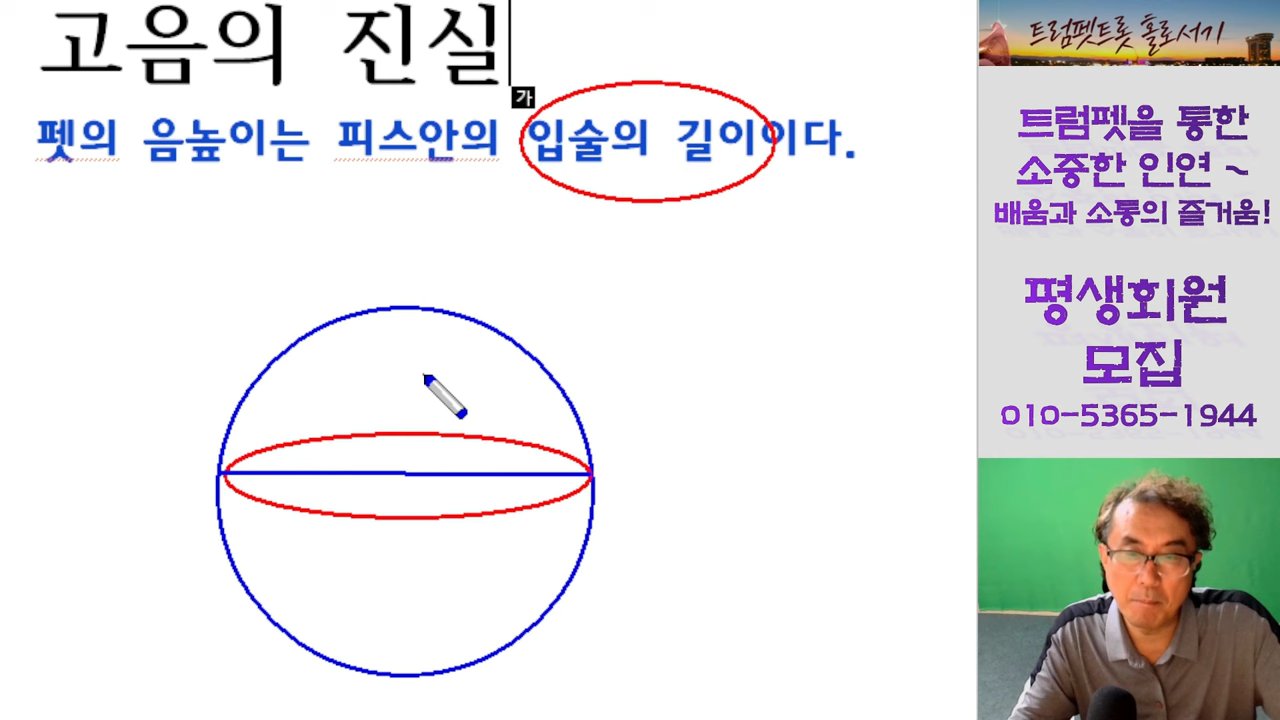 고음의 진실
가
펫의 음높이는 피스안의 입술의 길이이다.
트럼펫트롯 홀로서기
트럼펫을 통한
소중한 인연 ~
배움과 소통의 즐거움!
평생회원
모집
010-5365-1944